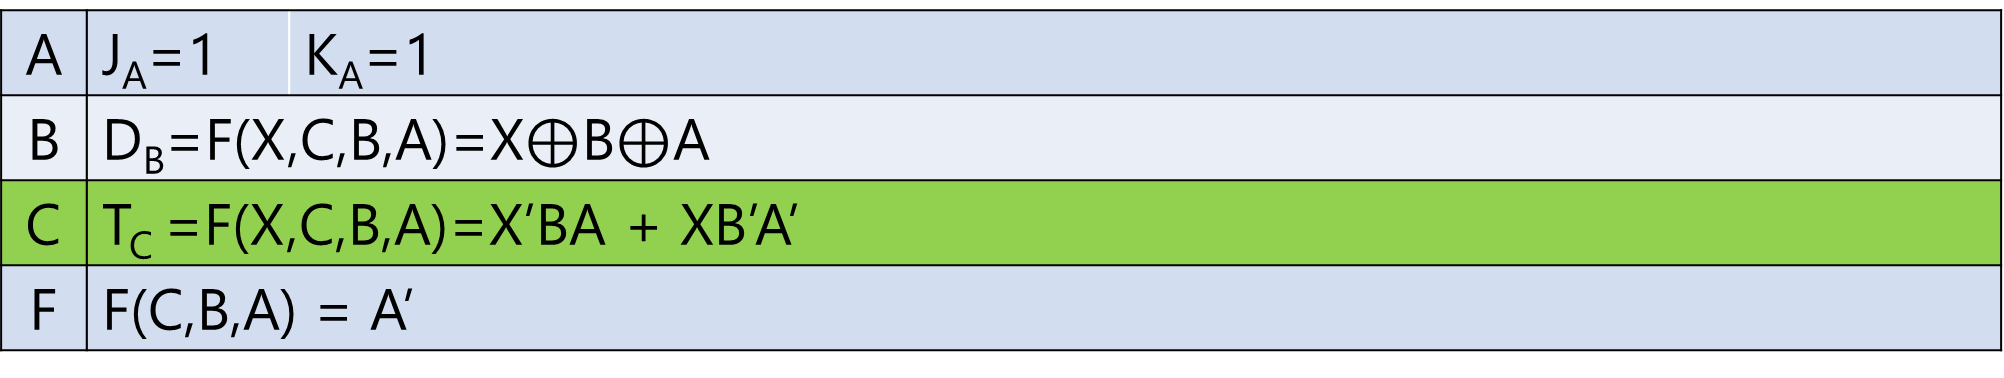 A J_A=1 K_A=1
B D_B=F(X,C,B,A)=X⊕B⊕A
C T_C =F(X,C,B,A)=X′BA + XB′A′
F F(C,B,A) = A′